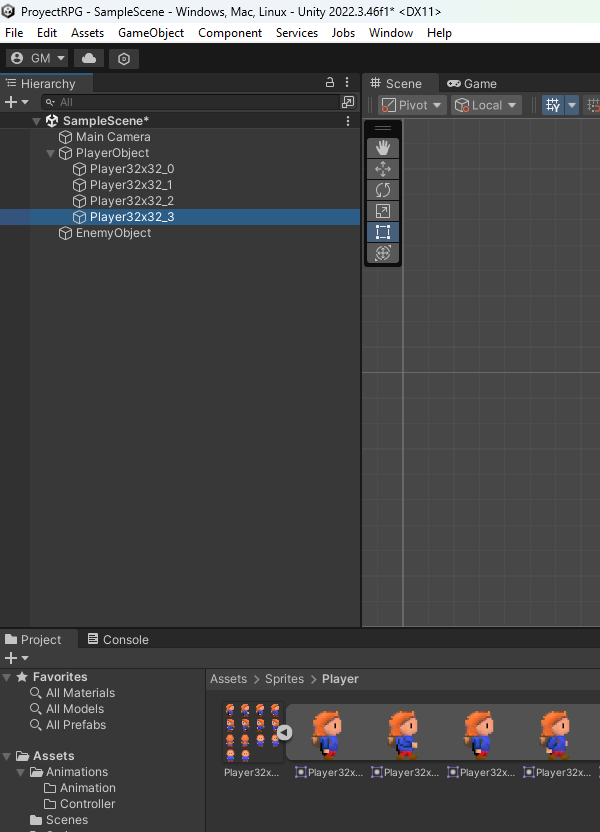 ProyectRPG - SampleScene - Windows, Mac, Linux - Unity 2022.3.46f1* <DX11>
File Edit Assets GameObject Component Services Jobs Window Help
GM
Hierarchy
All
SampleScene*
Main Camera
PlayerObject
Player32x32_0
Player32x32_1
Player32x32_2
Player32x32_3
EnemyObject
Scene Game
Pivot Local
Project Console
Favorites
All Materials
All Models
All Prefabs
Assets
Animations
Animation
Controller
Scenes
Assets > Sprites > Player
Player32x... Player32x... Player32x... Player32x... Player32x...